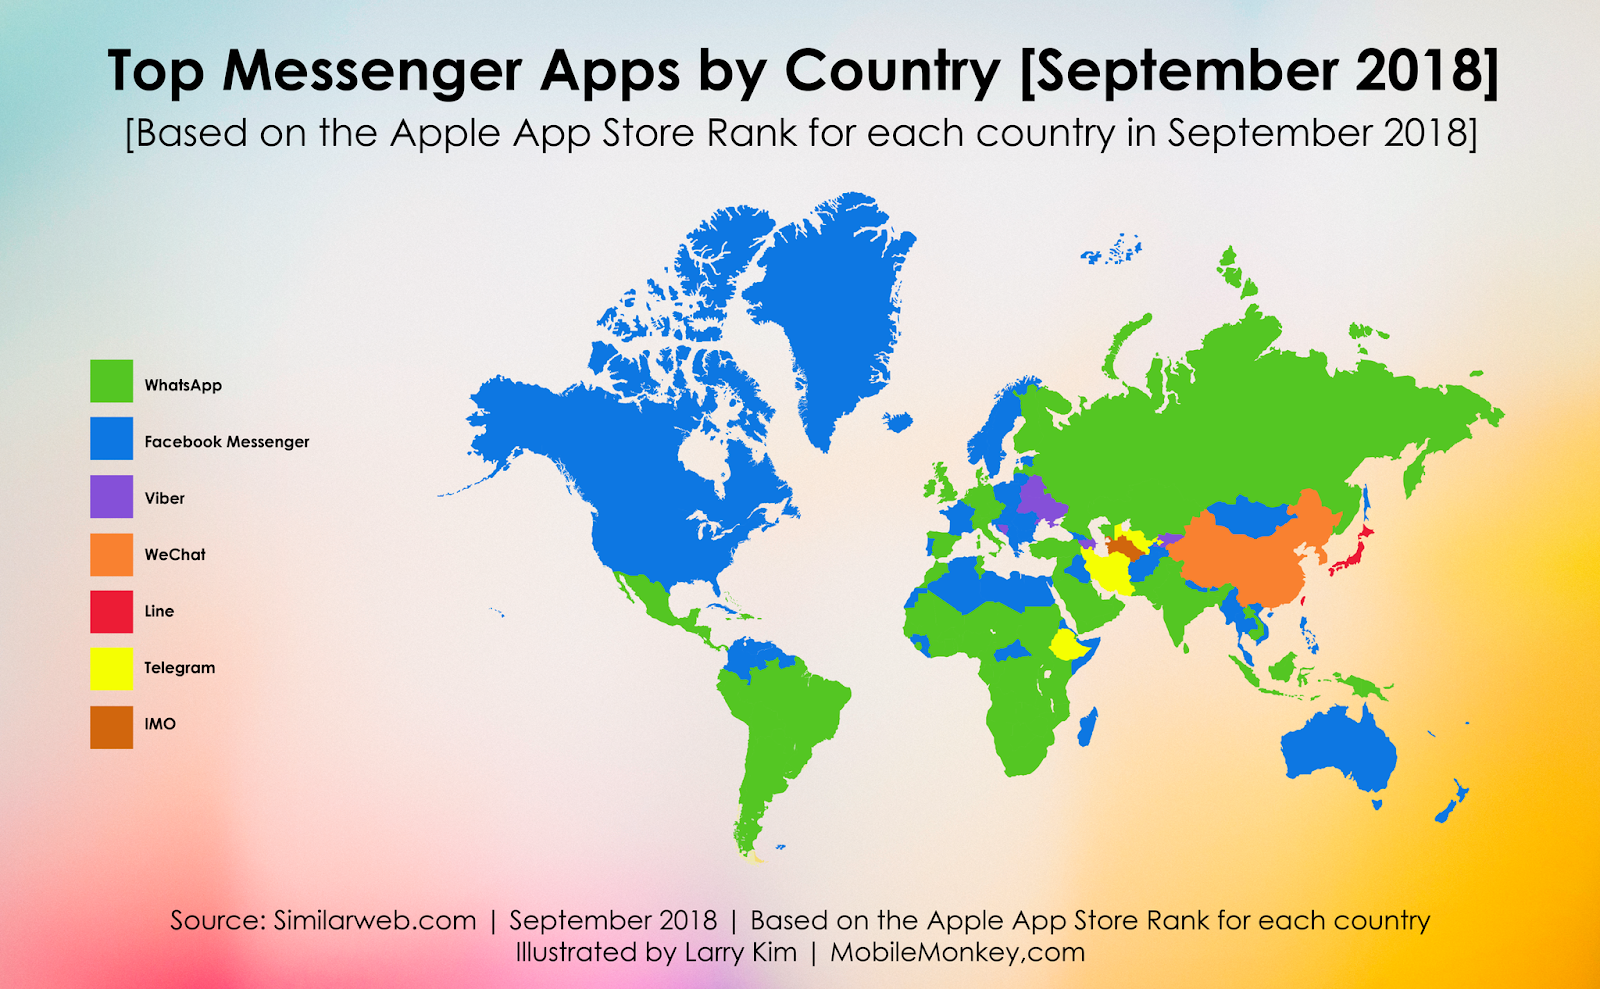 Top Messenger Apps by Country [September 2018]
[Based on the Apple App Store Rank for each country in September 2018]
WhatsApp
Facebook Messenger
Viber
WeChat
Line
Telegram
IMO
Source: Similarweb.com | September 2018 | Based on the Apple App Store Rank for each country
Illustrated by Larry Kim | MobileMonkey,com